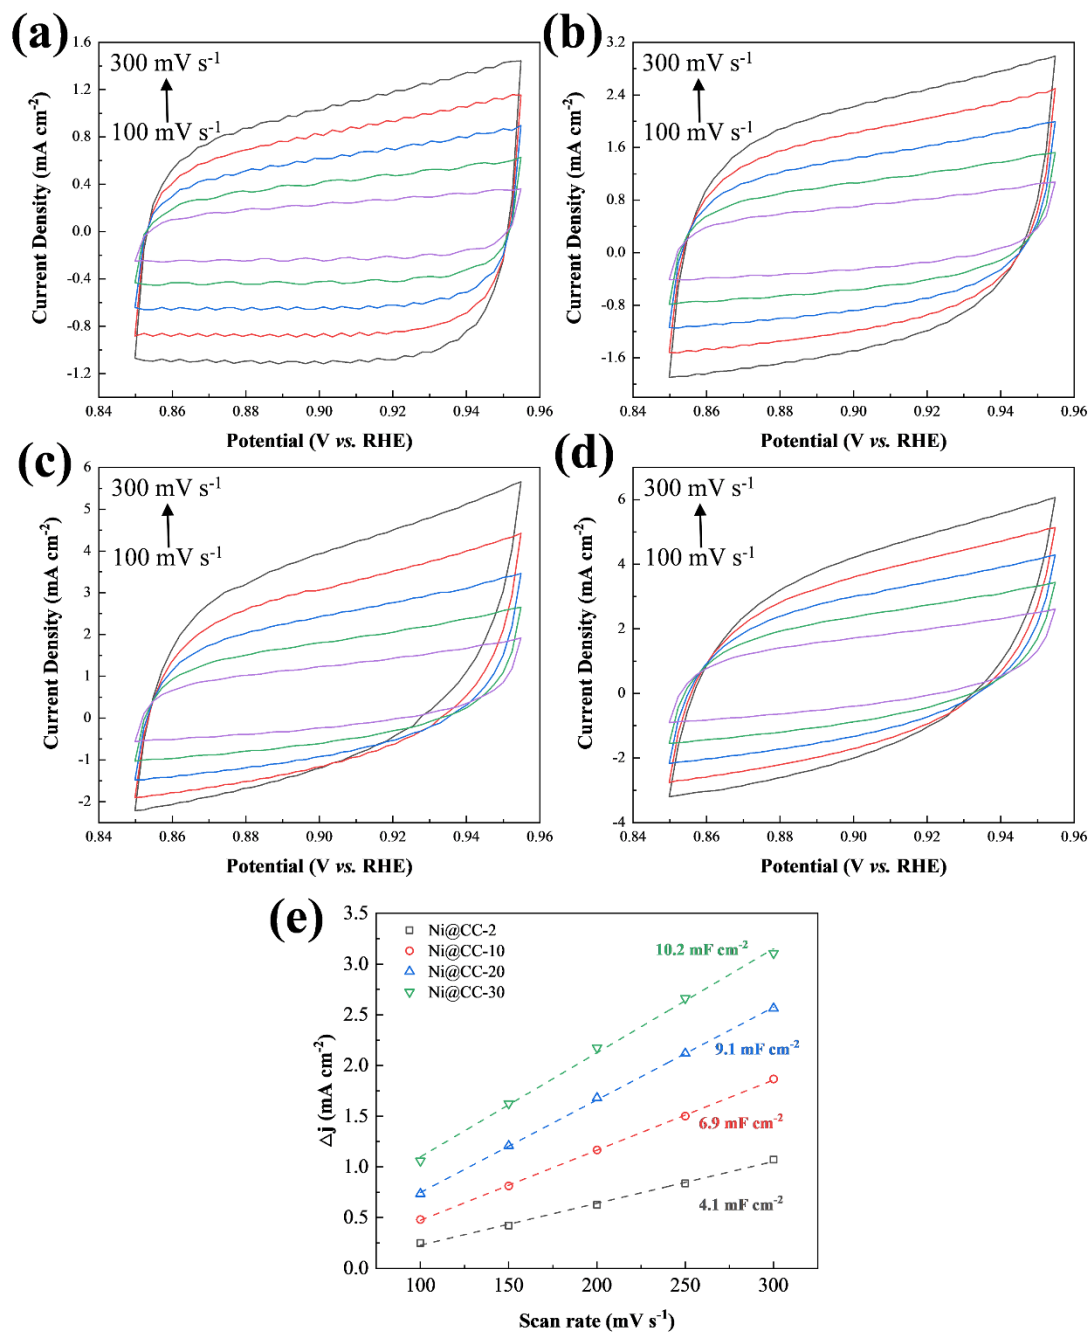 (a)
300 mV s⁻¹
100 mV s⁻¹
1.6
1.2
0.8
0.4
0.0
-0.4
-0.8
-1.2
Current Density (mA cm⁻²)
0.84 0.86 0.88 0.90 0.92 0.94 0.96
Potential (V vs. RHE)
(b)
300 mV s⁻¹
100 mV s⁻¹
3.2
2.4
1.6
0.8
0.0
-0.8
-1.6
Current Density (mA cm⁻²)
0.84 0.86 0.88 0.90 0.92 0.94 0.96
Potential (V vs. RHE)
(c)
300 mV s⁻¹
100 mV s⁻¹
6
5
4
3
2
1
0
-1
-2
Current Density (mA cm⁻²)
0.84 0.86 0.88 0.90 0.92 0.94 0.96
Potential (V vs. RHE)
(d)
300 mV s⁻¹
100 mV s⁻¹
6
4
2
0
-2
-4
Current Density (mA cm⁻²)
0.84 0.86 0.88 0.90 0.92 0.94 0.96
Potential (V vs. RHE)
(e)
3.5
3.0
2.5
2.0
1.5
1.0
0.5
0.0
△j (mA cm⁻²)
Ni@CC-2
Ni@CC-10
Ni@CC-20
Ni@CC-30
10.2 mF cm⁻²
9.1 mF cm⁻²
6.9 mF cm⁻²
4.1 mF cm⁻²
100 150 200 250 300
Scan rate (mV s⁻¹)